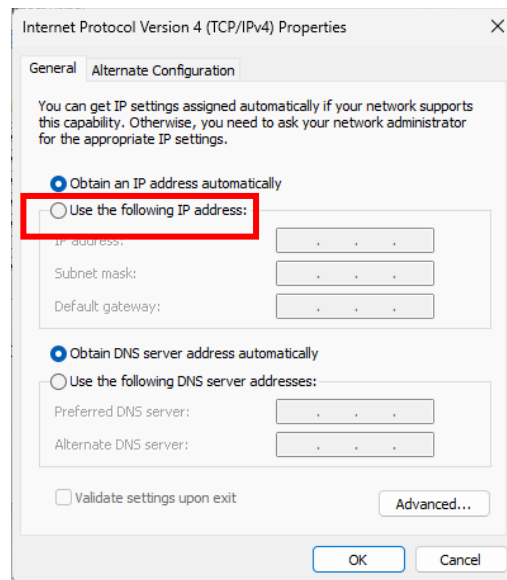 Internet Protocol Version 4 (TCP/IPv4) Properties
General
Alternate Configuration
You can get IP settings assigned automatically if your network supports
this capability. Otherwise, you need to ask your network administrator
for the appropriate IP settings.
Obtain an IP address automatically
Use the following IP address:
IP address:
Subnet mask:
Default gateway:
Obtain DNS server address automatically
Use the following DNS server addresses:
Preferred DNS server:
Alternate DNS server:
Validate settings upon exit
Advanced...
OK
Cancel